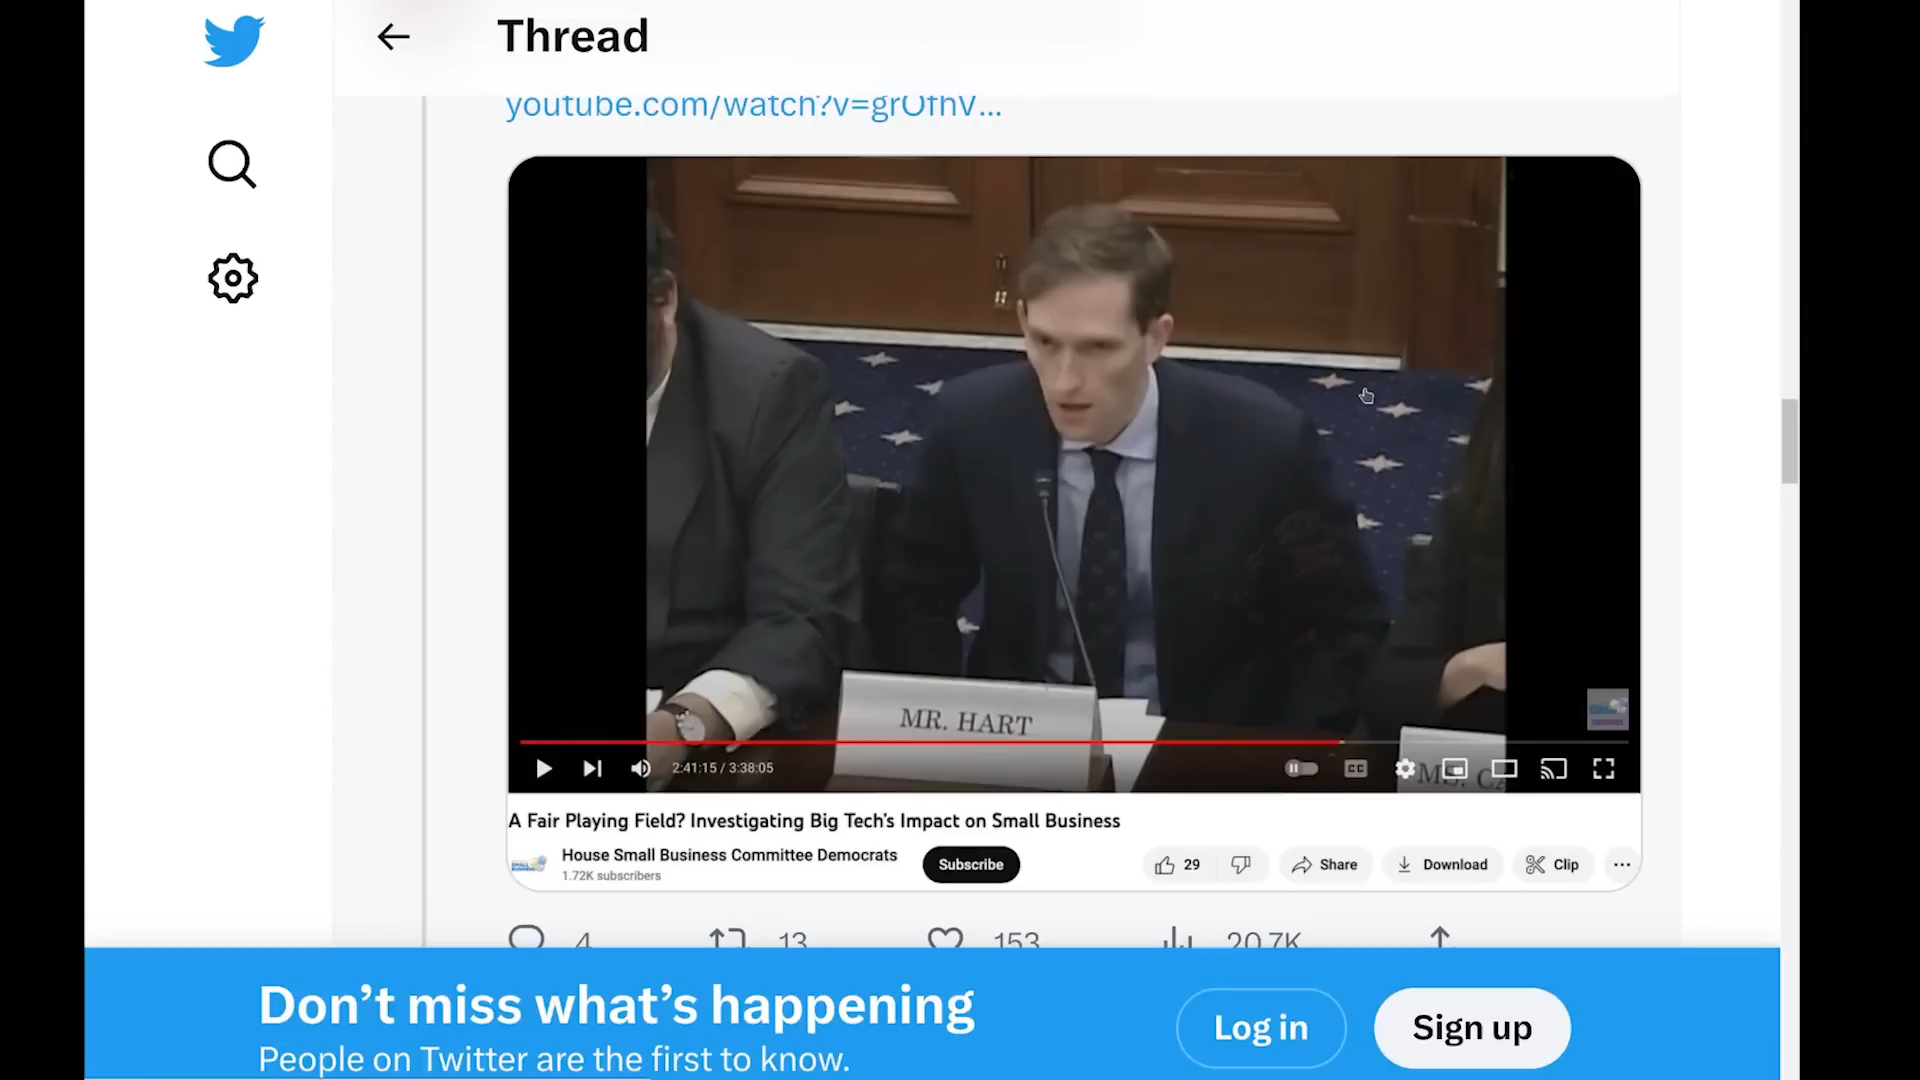 Thread
youtube.com/watch?v=grOfhV...
MR. HART
2:41:15 / 3:38:05
CC
A Fair Playing Field? Investigating Big Tech's Impact on Small Business
House Small Business Committee Democrats
1.72K subscribers
Subscribe
29
Share
Download
Clip
...
4
13
153
20.7K
Don't miss what's happening
People on Twitter are the first to know.
Log in
Sign up